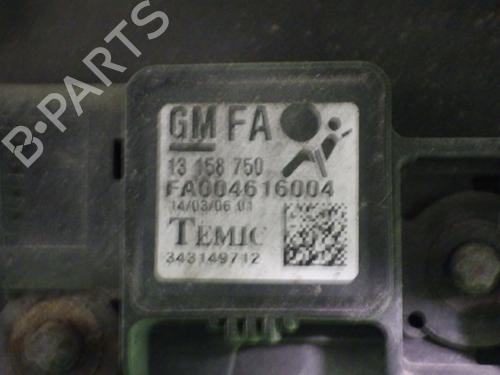 B-PARTS
GM FA
13 158 750
FA004616004
14/03/06 01
TEMIC
343149712